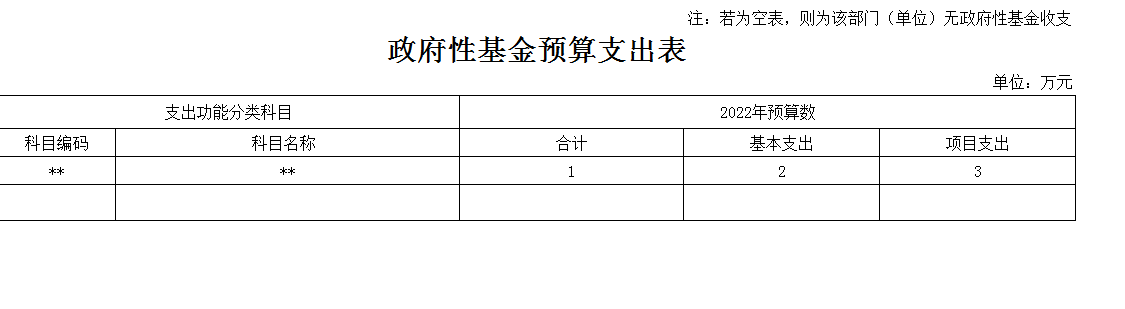 注：若为空表，则为该部门（单位）无政府性基金收支
政府性基金预算支出表
单位：万元
支出功能分类科目 2022年预算数
科目编码 科目名称 合计 基本支出 项目支出
** ** 1 2 3